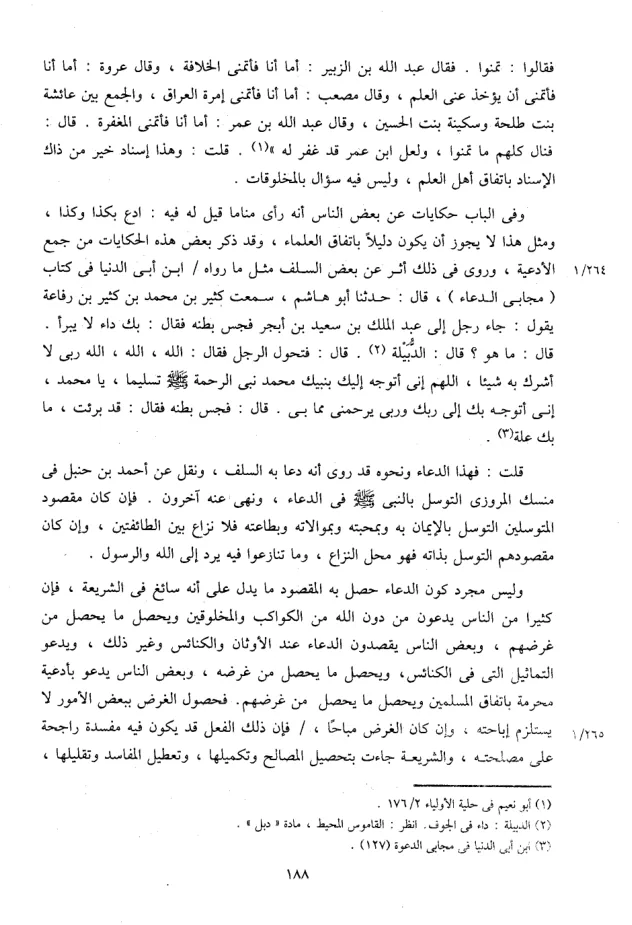 فقالوا : تمنوا . فقال عبد الله بن الزبير : أما أنا فأتمنى الخلافة ، وقال عروة : أما أنا
فأتمنى أن يؤخذ عنى العلم ، وقال مصعب : أما أنا فأتمنى إمرة العراق ، والجمع بين عائشة
بنت طلحة وسكينة بنت الحسين ، وقال عبد الله بن عمر : أما أنا فأتمنى المغفرة . قال :
فنال كلهم ما تمنوا ، ولعل ابن عمر قد غفر له »(١) . قلت : وهذا إسناد خير من ذاك
الإسناد باتفاق أهل العلم ، وليس فيه سؤال بالمخلوقات .
وفى الباب حكايات عن بعض الناس أنه رأى مناما قيل له فيه : ادع بكذا وكذا ،
ومثل هذا لا يجوز أن يكون دليلاً باتفاق العلماء ، وقد ذكر بعض هذه الحكايات من جمع
الأدعية ، وروى فى ذلك أثر عن بعض السلف مثل ما رواه / ابن أبى الدنيا فى كتاب ١/٢٦٤
( مجابى الدعاء ) ، قال : حدثنا أبو هاشم ، سمعت كثير بن محمد بن كثير بن رفاعة
يقول : جاء رجل إلى عبد الملك بن سعيد بن أبجر فجس بطنه فقال : بك داء لا يبرأ .
قال : ما هو ؟ قال : الدُّبَيْلة (٢) . قال : فتحول الرجل فقال : الله ، الله ، الله ربى لا
أشرك به شيئا ، اللهم إنى أتوجه إليك بنبيك محمد نبى الرحمة ﷺ تسليما ، يا محمد ،
إنى أتوجه بك إلى ربك وربى يرحمنى مما بى . قال : فجس بطنه فقال : قد برئت ، ما
بك علة(٣) .
قلت : فهذا الدعاء ونحوه قد روى أنه دعا به السلف ، ونقل عن أحمد بن حنبل فى
منسك المروزى التوسل بالنبى ﷺ فى الدعاء ، ونهى عنه آخرون . فإن كان مقصود
المتوسلين التوسل بالإيمان به وبمحبته وبموالاته وبطاعته فلا نزاع بين الطائفتين ، وإن كان
مقصودهم التوسل بذاته فهو محل النزاع ، وما تنازعوا فيه يرد إلى الله والرسول .
وليس مجرد كون الدعاء حصل به المقصود ما يدل على أنه سائغ فى الشريعة ، فإن
كثيرا من الناس يدعون من دون الله من الكواكب والمخلوقين ويحصل ما يحصل من
غرضهم ، وبعض الناس يقصدون الدعاء عند الأوثان والكنائس وغير ذلك ، ويدعو
التماثيل التى فى الكنائس، ويحصل ما يحصل من غرضه ، وبعض الناس يدعو بأدعية
محرمة باتفاق المسلمين ويحصل ما يحصل من غرضهم. فحصول الغرض ببعض الأمور لا
يستلزم إباحته ، وإن كان الغرض مباحًا ، / فإن ذلك الفعل قد يكون فيه مفسدة راجحة ١/٢٦٥
على مصلحته ، والشريعة جاءت بتحصيل المصالح وتكميلها ، وتعطيل المفاسد وتقليلها ،
(١) أبو نعيم فى حلية الأولياء ٢/ ١٧٦ .
(٢) الدبيلة : داء فى الجوف. انظر : القاموس المحيط ، مادة « دبل » .
(٣) ابن أبى الدنيا فى مجابى الدعوة (١٢٧) .
١٨٨